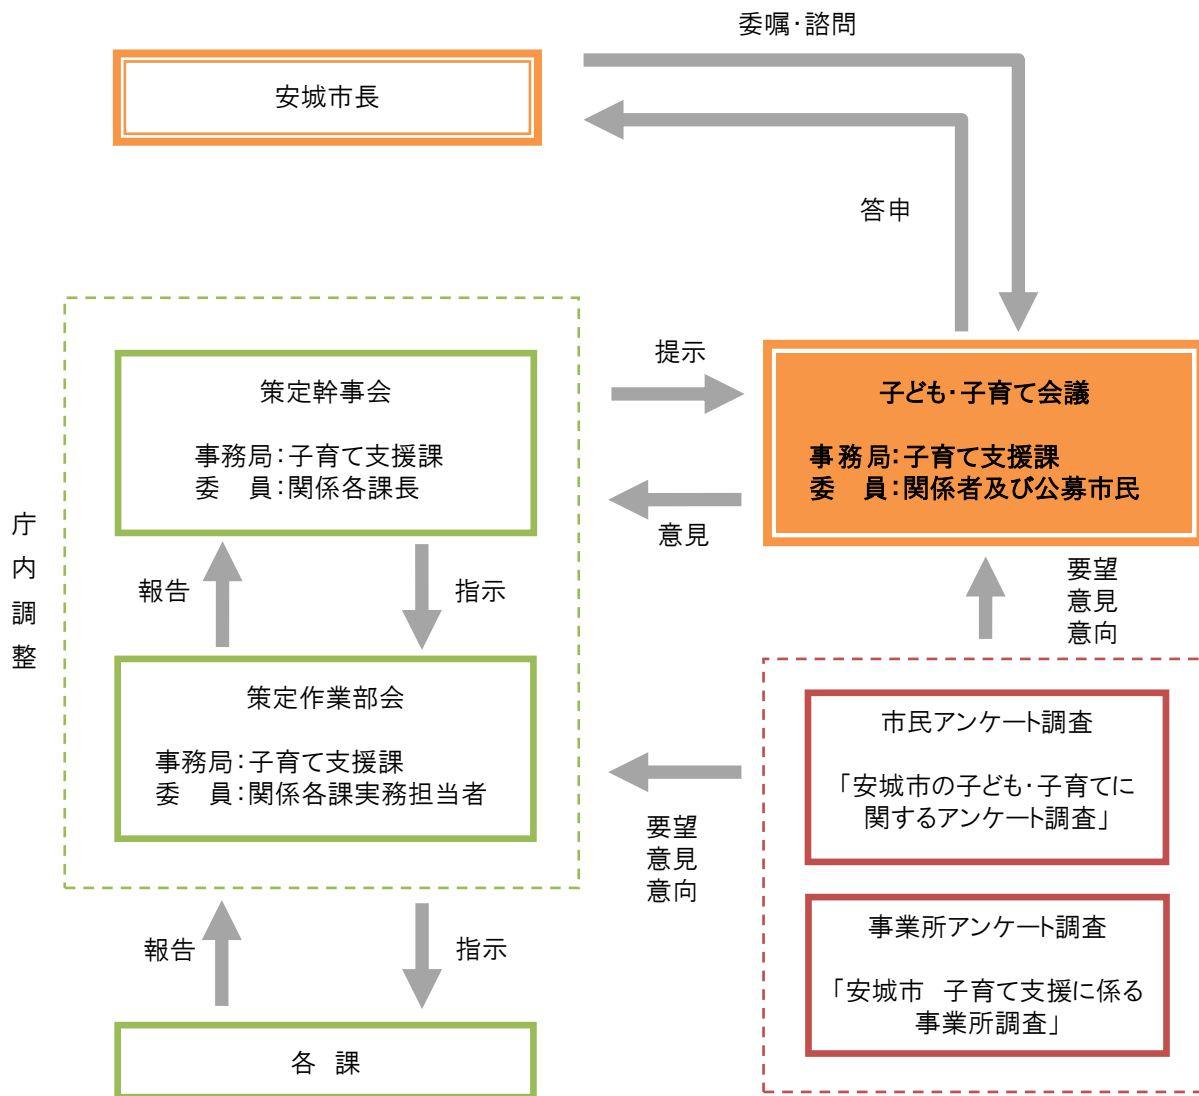 委嘱・諮問
安城市長
答申
庁内調整
策定幹事会
事務局：子育て支援課
委　員：関係各課長
提示
意見
子ども・子育て会議
事務局：子育て支援課
委　員：関係者及び公募市民
報告
指示
要望
意見
意向
策定作業部会
事務局：子育て支援課
委　員：関係各課実務担当者
要望
意見
意向
市民アンケート調査
「安城市の子ども・子育てに
関するアンケート調査」
事業所アンケート調査
「安城市　子育て支援に係る
事業所調査」
報告
指示
各　課